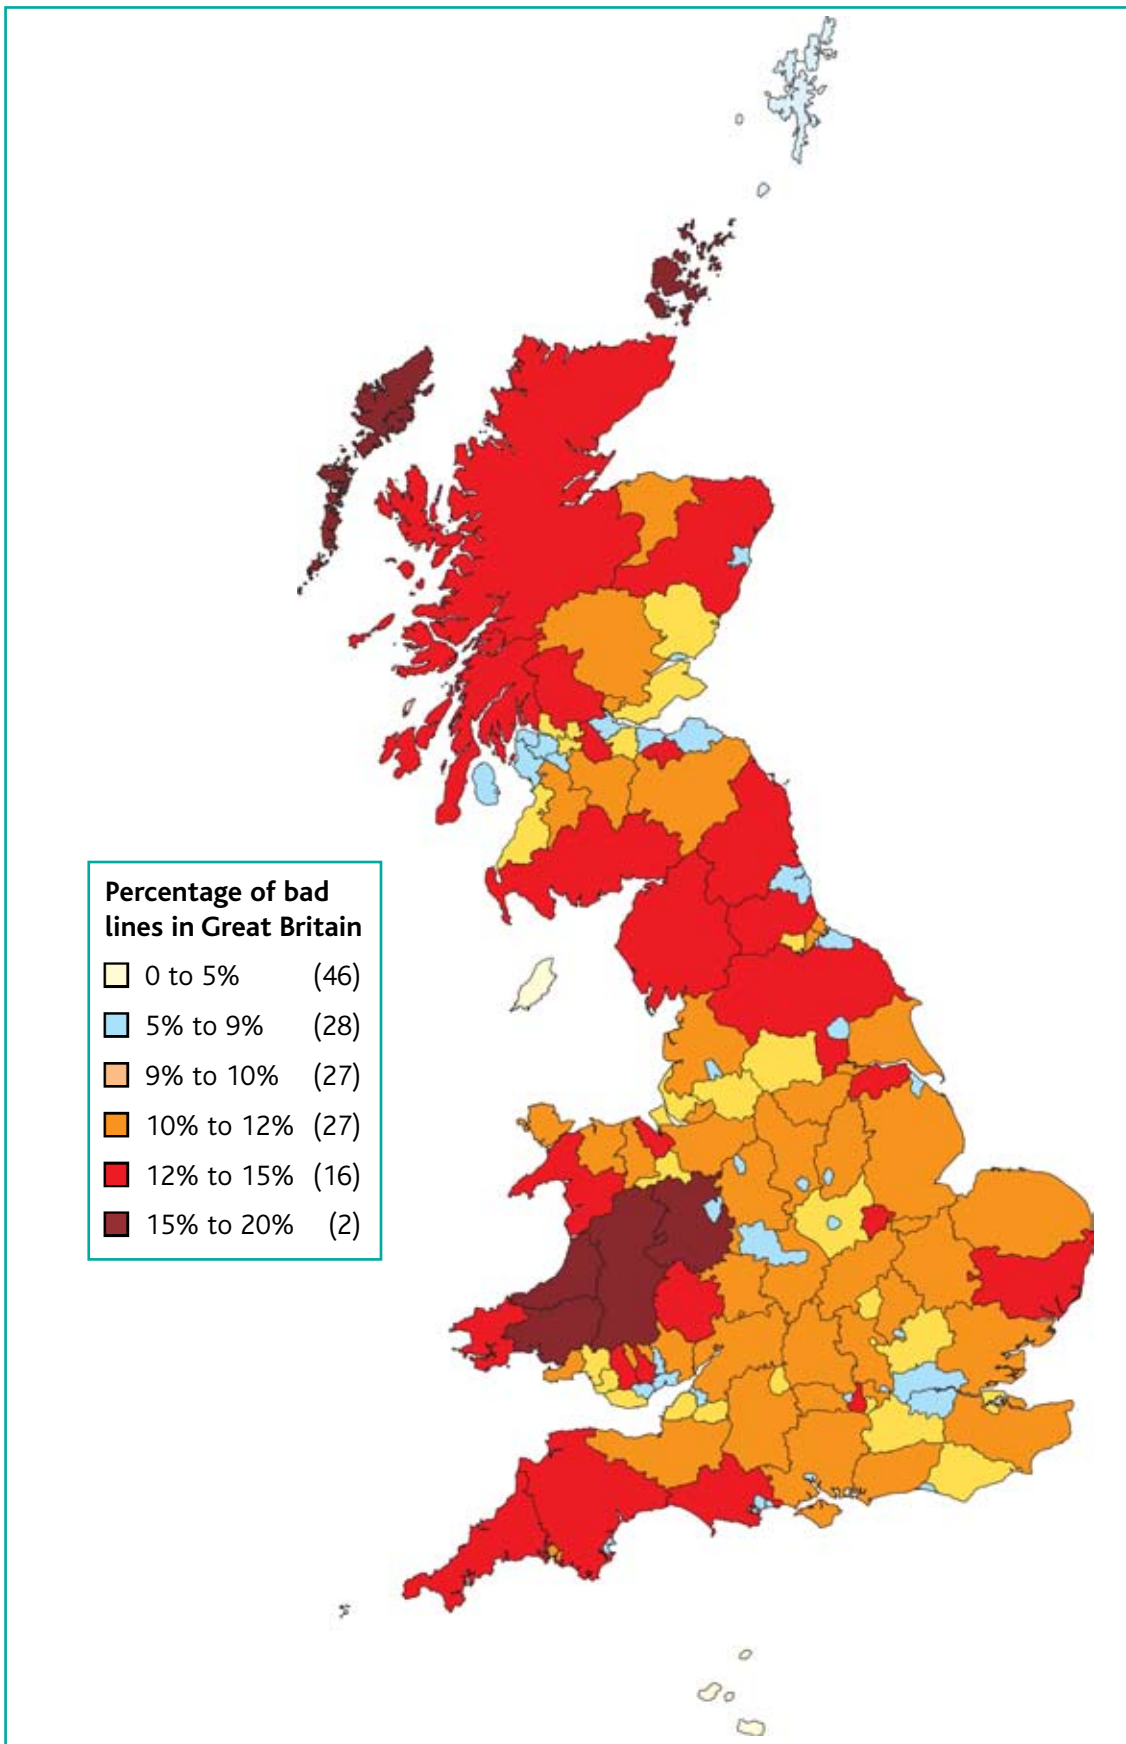 Percentage of bad
lines in Great Britain
0 to 5% (46)
5% to 9% (28)
9% to 10% (27)
10% to 12% (27)
12% to 15% (16)
15% to 20% (2)